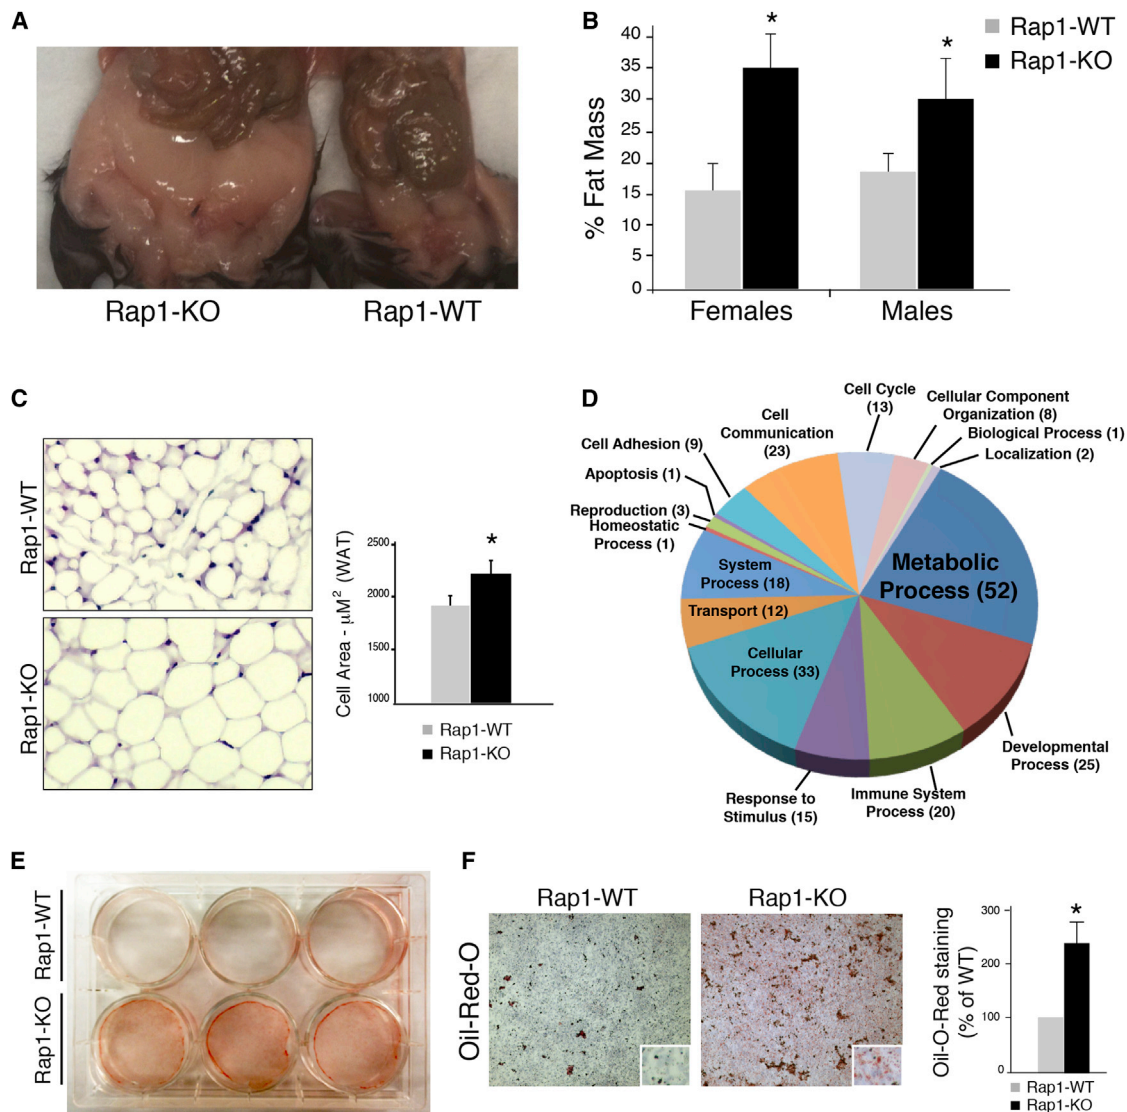 A
Rap1-KO
Rap1-WT
B
% Fat Mass
40
35
30
25
20
15
10
5
0
*
*
Rap1-WT
Rap1-KO
Females
Males
C
Rap1-WT
Rap1-KO
Cell Area - μM² (WAT)
2500
2000
1500
1000
*
Rap1-WT
Rap1-KO
D
Cell Cycle
(13)
Cellular Component
Organization (8)
Biological Process (1)
Localization (2)
Metabolic
Process (52)
Developmental
Process (25)
Immune System
Process (20)
Response to
Stimulus (15)
Cellular
Process (33)
Transport (12)
System
Process (18)
Homeostatic
Process (1)
Reproduction (3)
Apoptosis (1)
Cell Adhesion (9)
Cell
Communication
(23)
E
Rap1-WT
Rap1-KO
F
Oil-Red-O
Rap1-WT
Rap1-KO
Oil-O-Red staining
(% of WT)
300
200
100
0
*
Rap1-WT
Rap1-KO